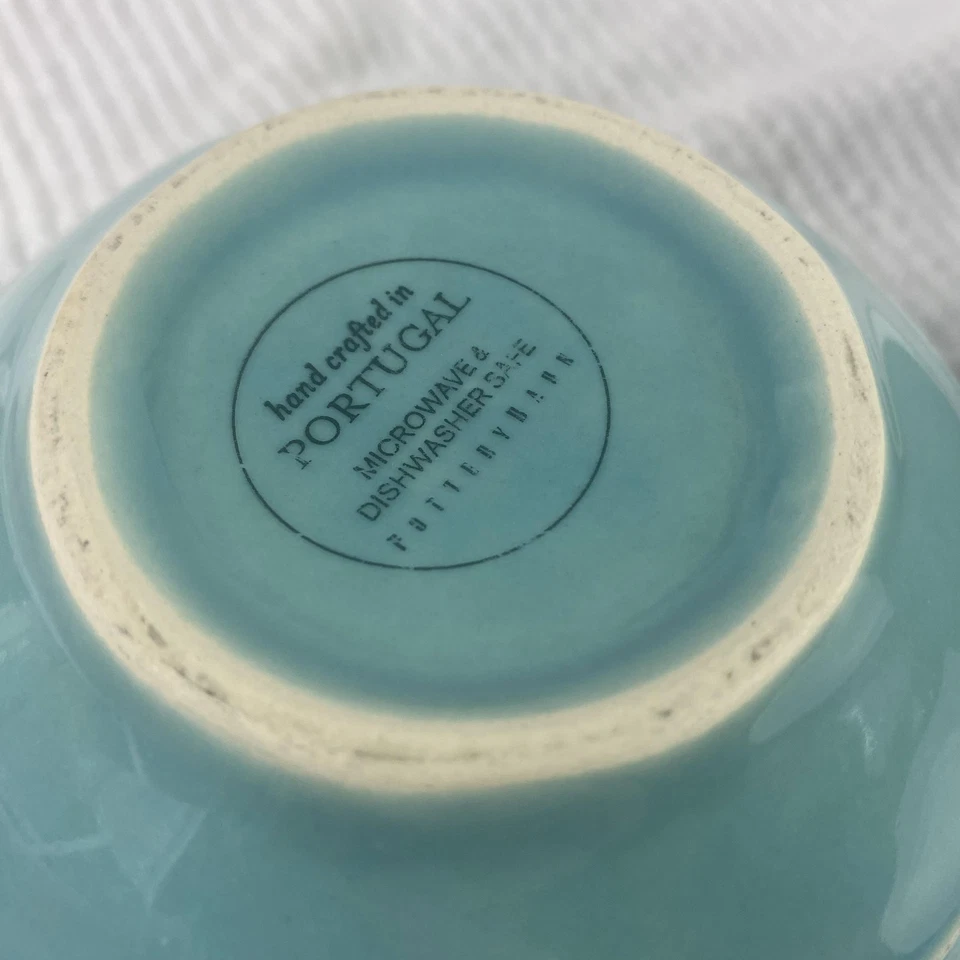 hand crafted in
PORTUGAL
MICROWAVE &
DISHWASHER SAFE
POTTERYBARN